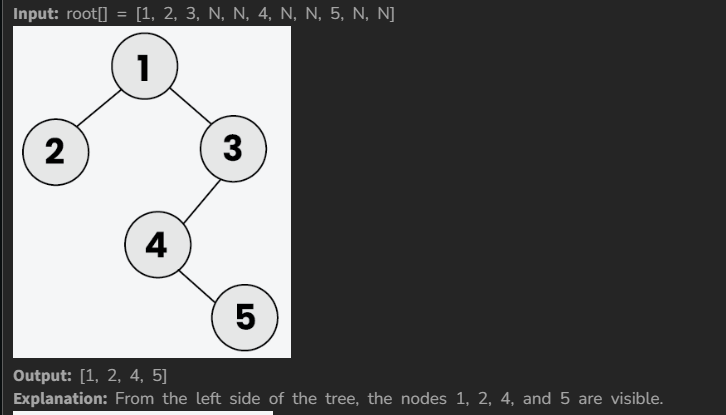 Input: root[] = [1, 2, 3, N, N, 4, N, N, 5, N, N]
1
2
3
4
5
Output: [1, 2, 4, 5]
Explanation: From the left side of the tree, the nodes 1, 2, 4, and 5 are visible.